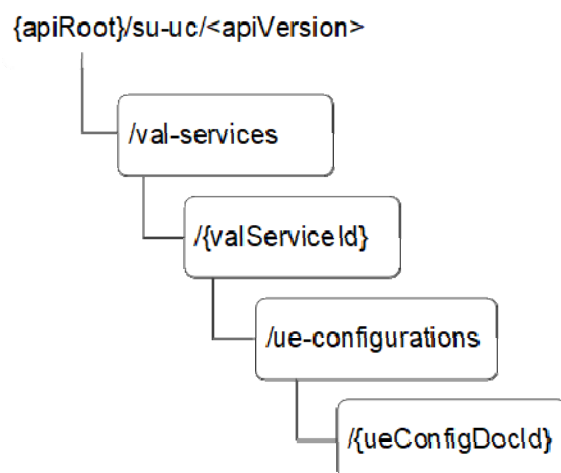 {apiRoot}/su-uc/<apiVersion>
/val-services
/{valServiceId}
/ue-configurations
/{ueConfigDocId}